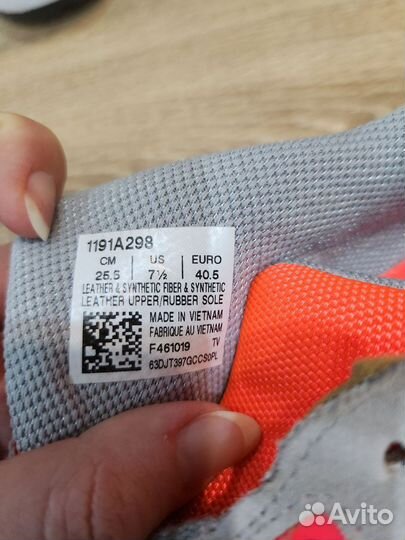 1191A298
CM | US | EURO
25.5 | 7½ | 40.5
LEATHER & SYNTHETIC FIBER & SYNTHETIC
LEATHER UPPER/RUBBER SOLE
MADE IN VIETNAM
FABRIQUE AU VIETNAM
F461019 TV
63DJT397GCCS0PL
Avito